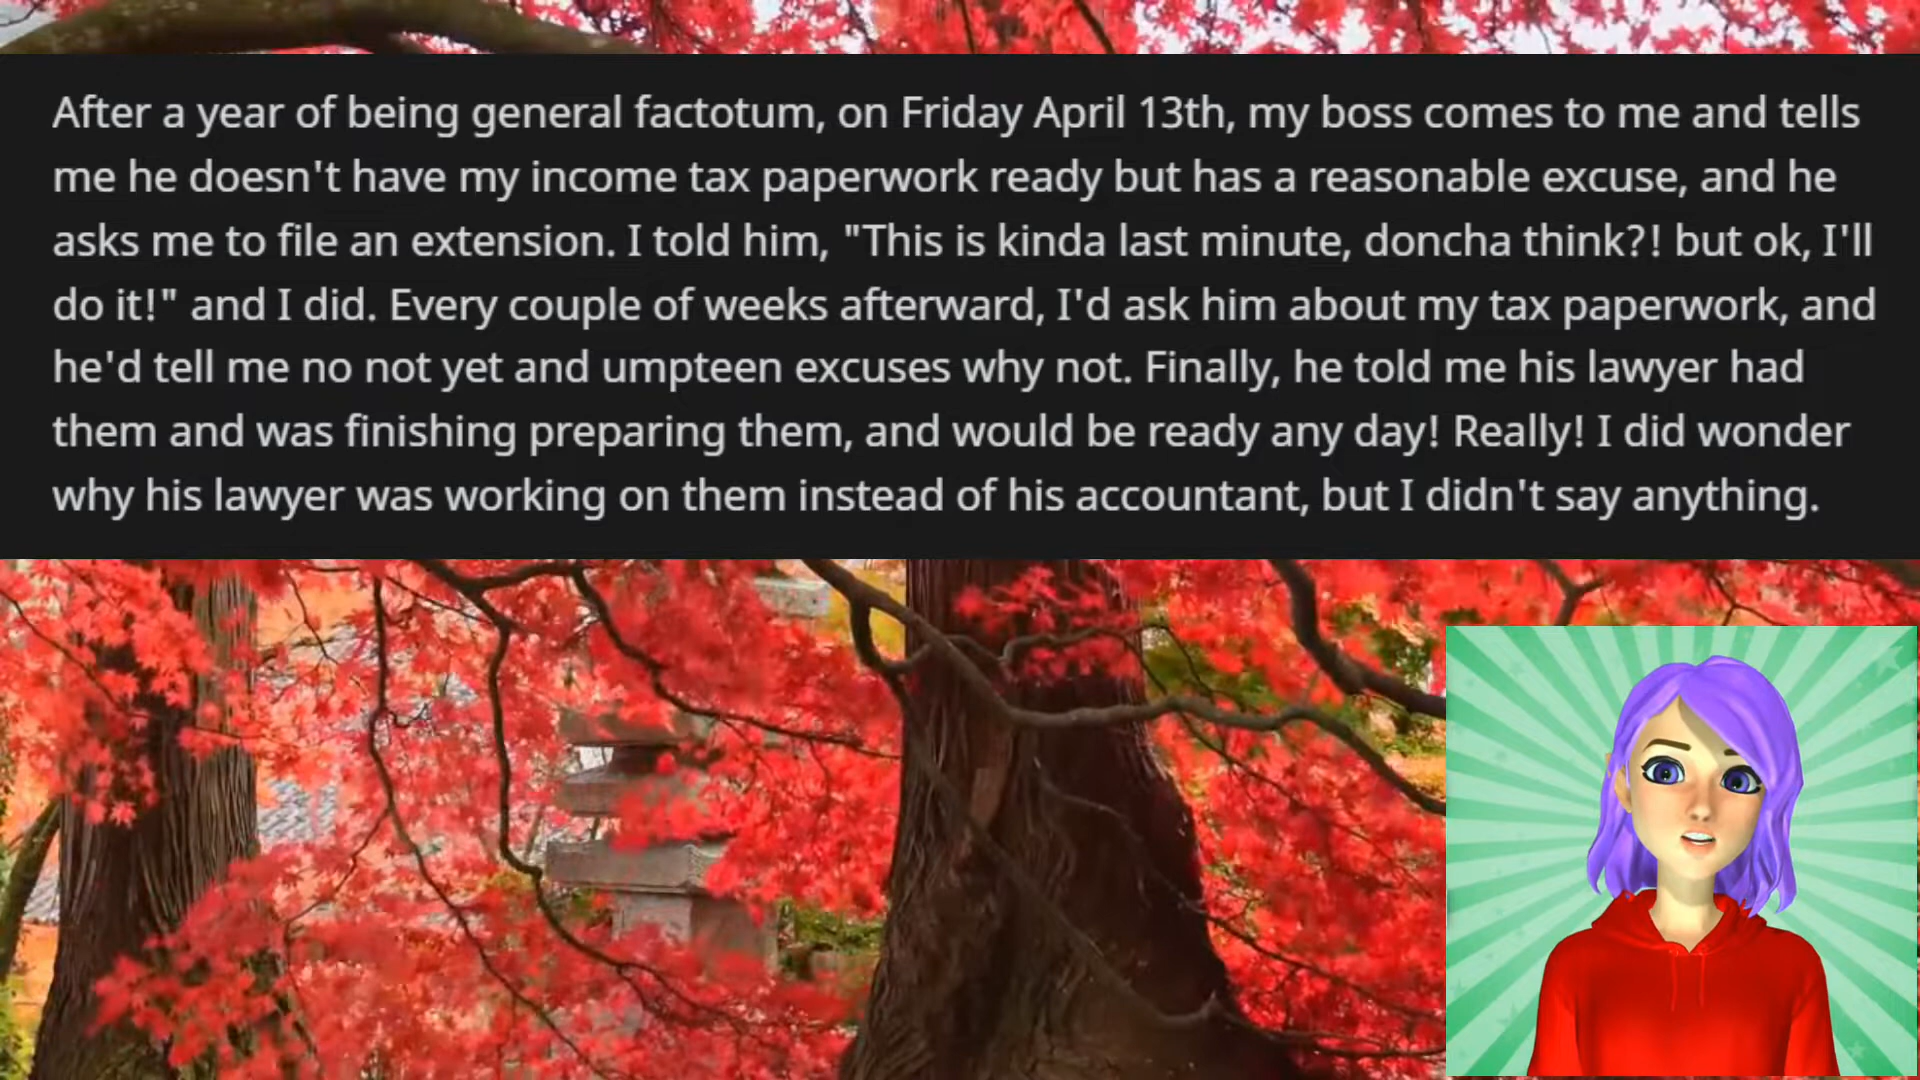 After a year of being general factotum, on Friday April 13th, my boss comes to me and tells
me he doesn't have my income tax paperwork ready but has a reasonable excuse, and he
asks me to file an extension. I told him, "This is kinda last minute, doncha think?! but ok, I'll
do it!" and I did. Every couple of weeks afterward, I'd ask him about my tax paperwork, and
he'd tell me no not yet and umpteen excuses why not. Finally, he told me his lawyer had
them and was finishing preparing them, and would be ready any day! Really! I did wonder
why his lawyer was working on them instead of his accountant, but I didn't say anything.